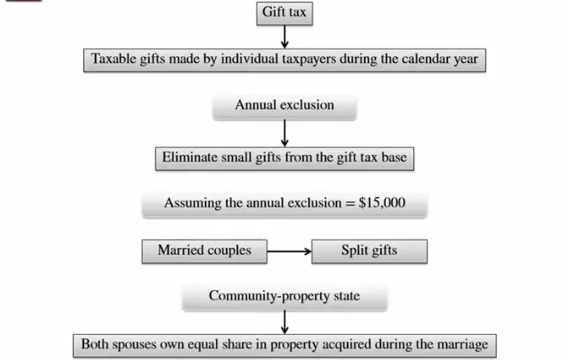 Gift tax
Taxable gifts made by individual taxpayers during the calendar year
Annual exclusion
Eliminate small gifts from the gift tax base
Assuming the annual exclusion = $15,000
Married couples
Split gifts
Community-property state
Both spouses own equal share in property acquired during the marriage